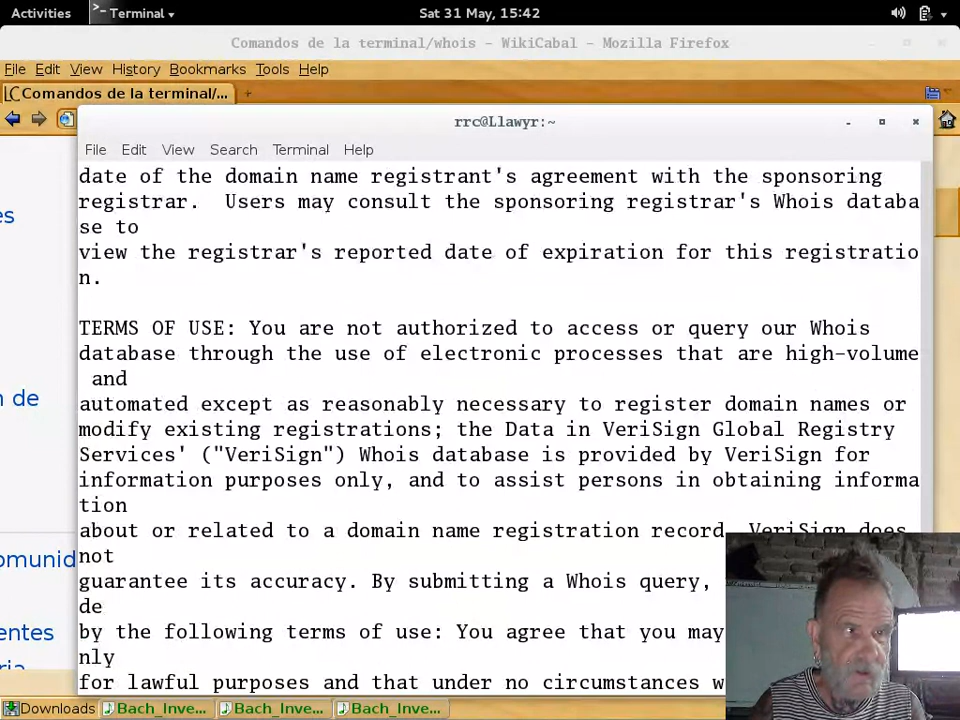 Activities Terminal Sat 31 May, 15:42
Comandos de la terminal/whois - WikiCabal - Mozilla Firefox
File Edit View History Bookmarks Tools Help
Comandos de la terminal/...
rrc@Llawyr:~
File Edit View Search Terminal Help
date of the domain name registrant's agreement with the sponsoring
registrar.  Users may consult the sponsoring registrar's Whois databa
se to
view the registrar's reported date of expiration for this registratio
n.
TERMS OF USE: You are not authorized to access or query our Whois
database through the use of electronic processes that are high-volume
and
automated except as reasonably necessary to register domain names or
modify existing registrations; the Data in VeriSign Global Registry
Services' ("VeriSign") Whois database is provided by VeriSign for
information purposes only, and to assist persons in obtaining informa
tion
about or related to a domain name registration record. VeriSign does
not
guarantee its accuracy. By submitting a Whois query,
de
by the following terms of use: You agree that you may
nly
for lawful purposes and that under no circumstances w
es
n de
omunid
entes
ria
Downloads Bach_Inve... Bach_Inve... Bach_Inve...